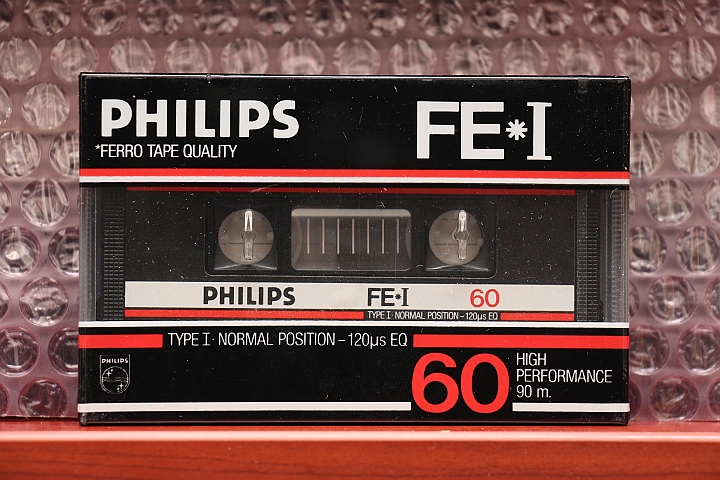 PHILIPS
FE*I
*FERRO TAPE QUALITY
PHILIPS FE*I 60
TYPE I · NORMAL POSITION – 120µs EQ
TYPE I · NORMAL POSITION – 120µs EQ
PHILIPS
60
HIGH
PERFORMANCE
90 m.